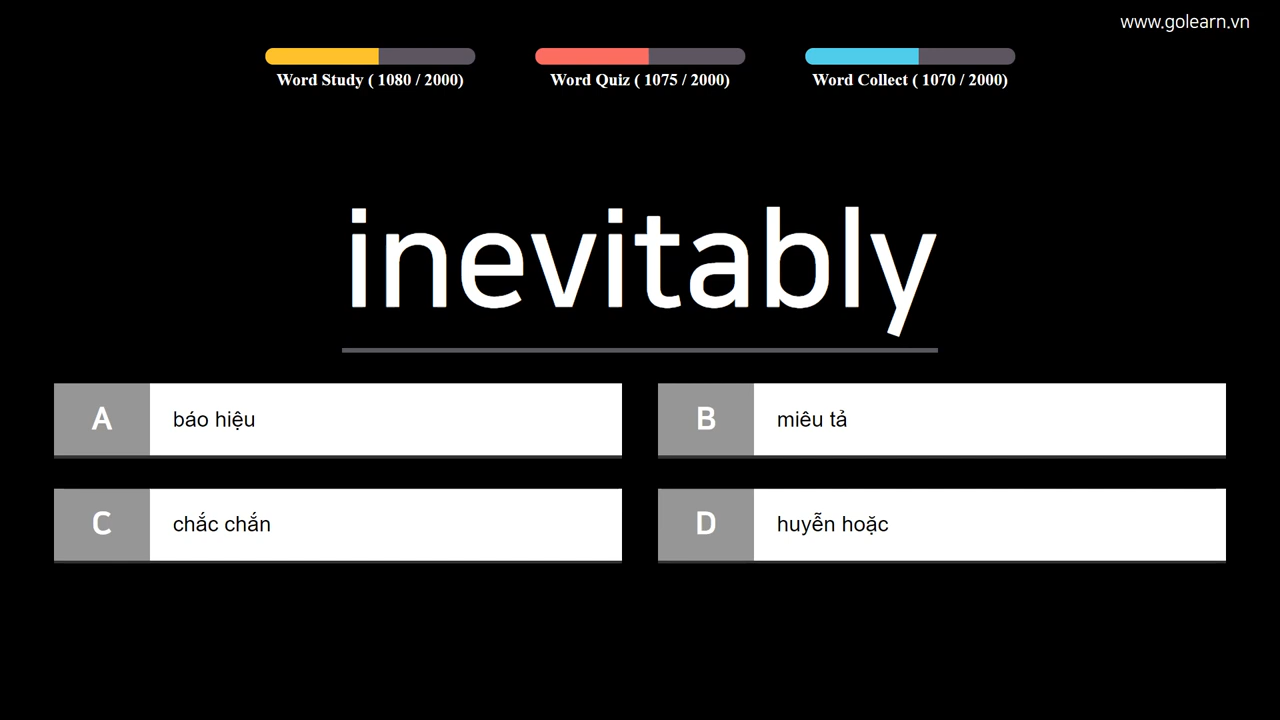 www.golearn.vn
Word Study ( 1080 / 2000)
Word Quiz ( 1075 / 2000)
Word Collect ( 1070 / 2000)
inevitably
A báo hiệu
B miêu tả
C chắc chắn
D huyễn hoặc